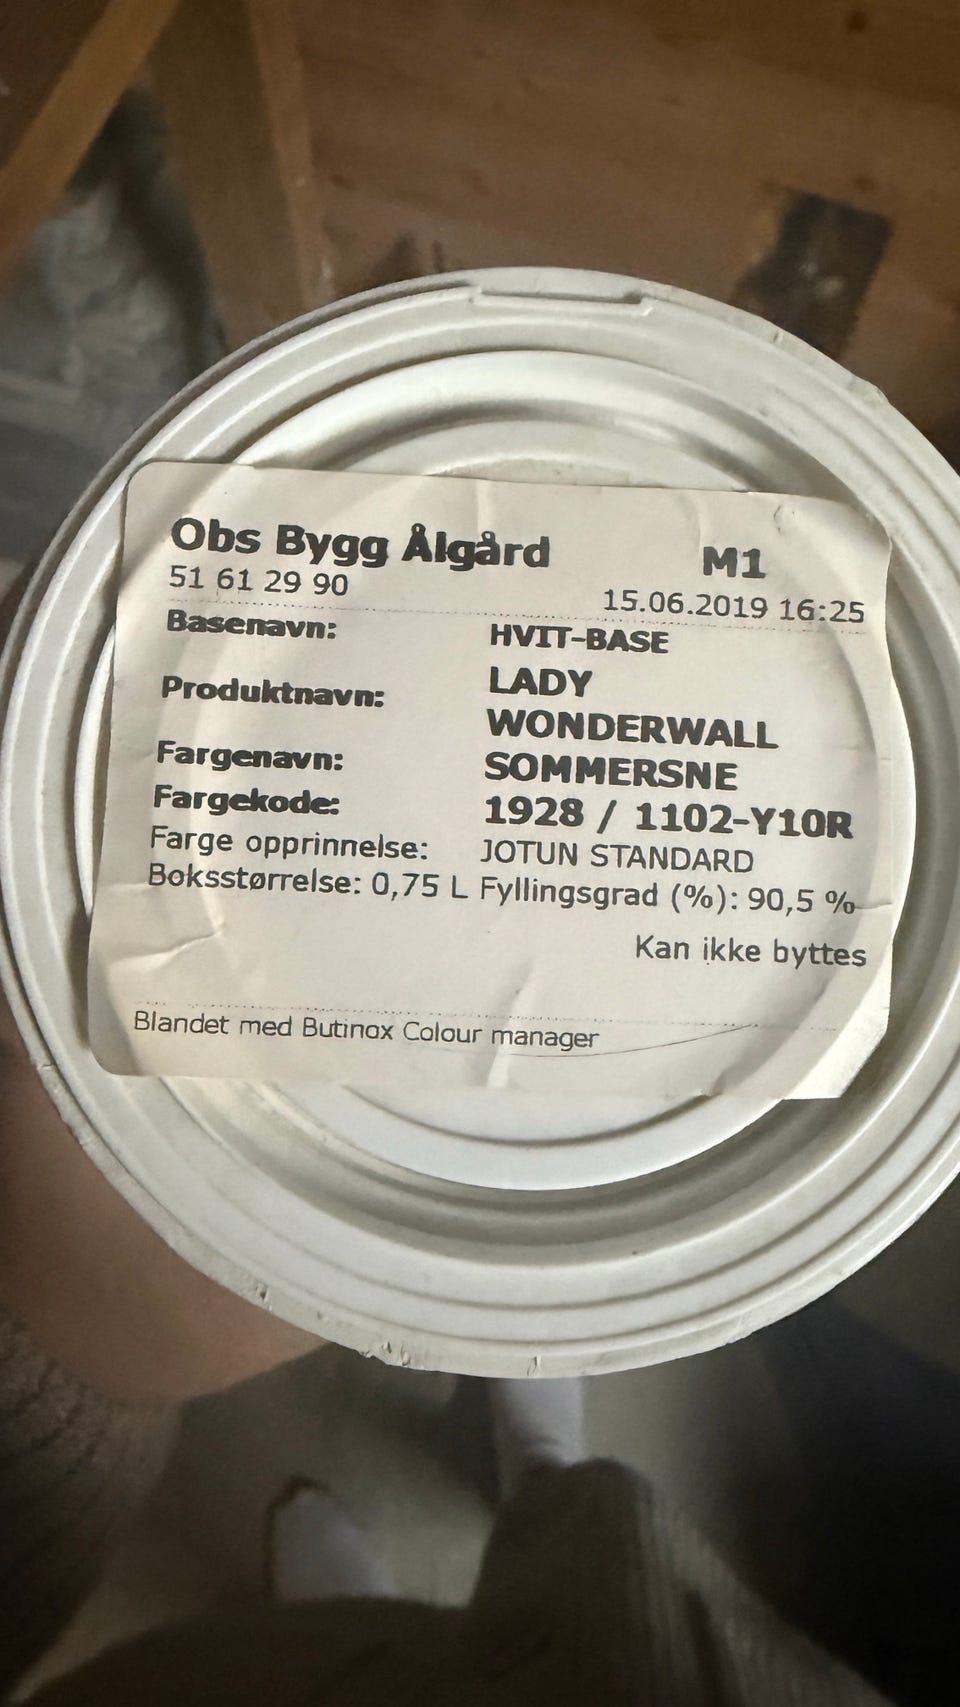 Obs Bygg Ålgård M1
51 61 29 90 15.06.2019 16:25
Basenavn: HVIT-BASE
Produktnavn: LADY
WONDERWALL
Fargenavn: SOMMERSNE
Fargekode: 1928 / 1102-Y10R
Farge opprinnelse: JOTUN STANDARD
Boksstørrelse: 0,75 L Fyllingsgrad (%): 90,5 %
Kan ikke byttes
Blandet med Butinox Colour manager